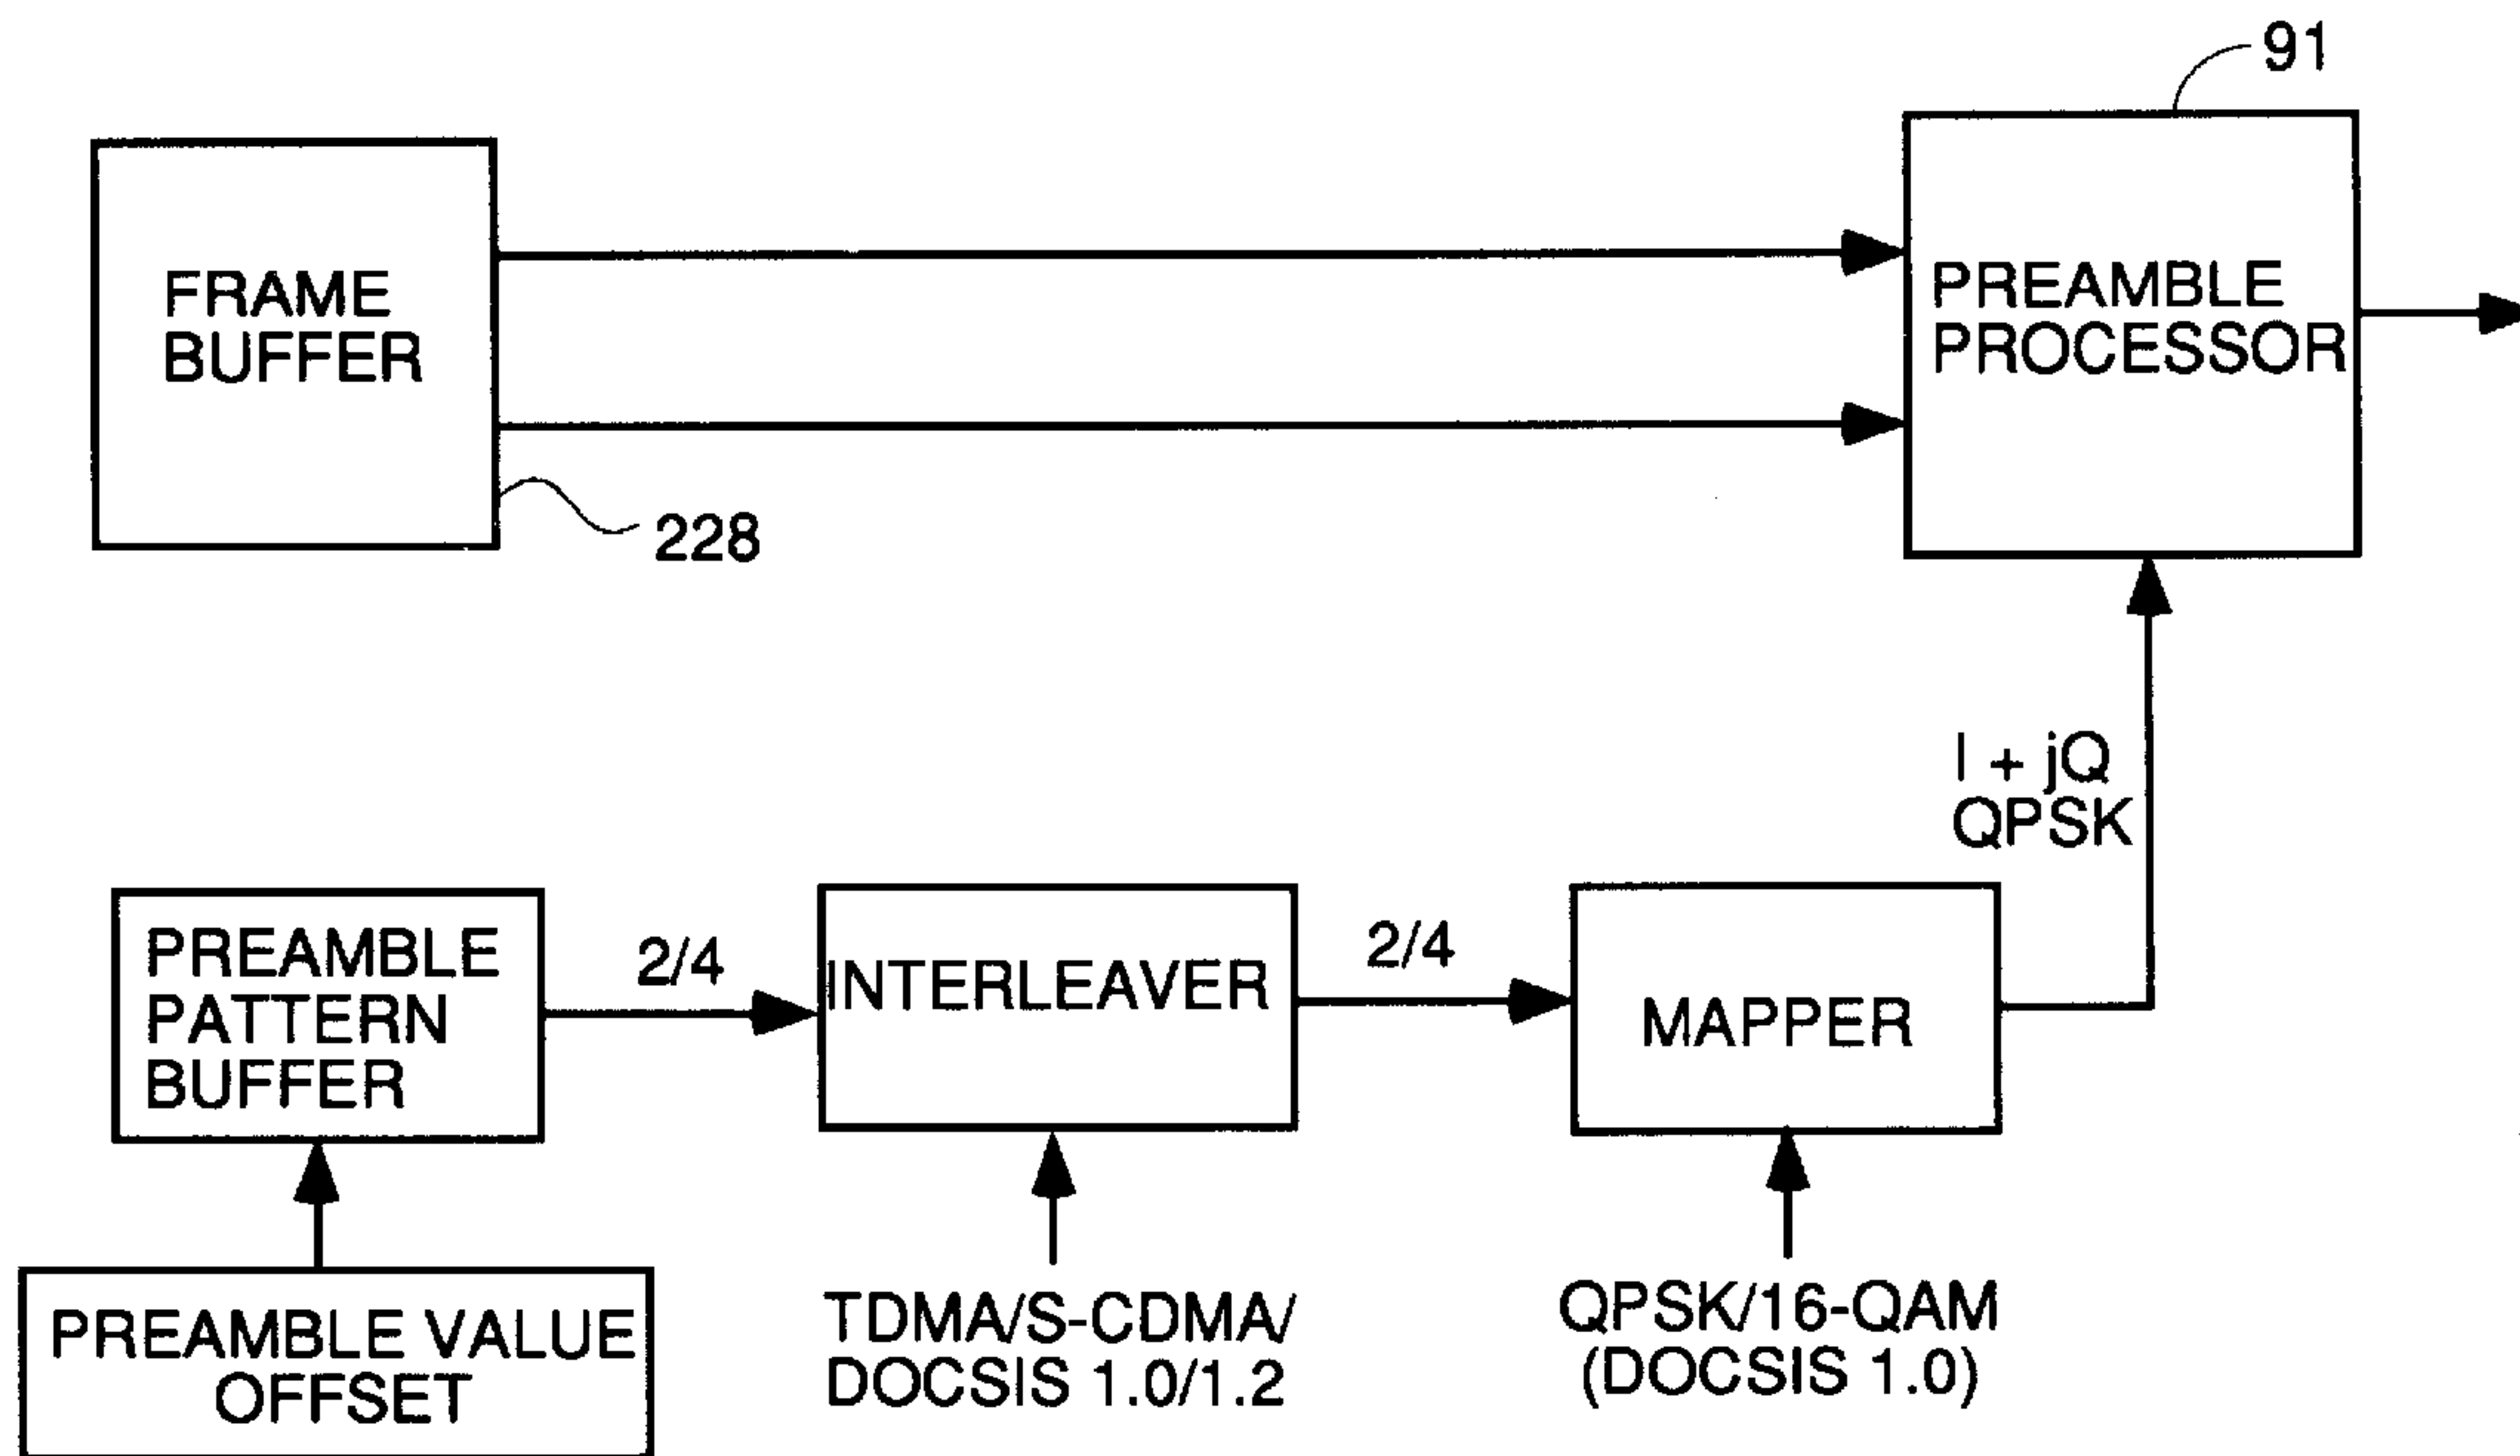 91
FRAME
BUFFER
PREAMBLE
PROCESSOR
228
I + jQ
QPSK
PREAMBLE
PATTERN
BUFFER
2/4
INTERLEAVER
2/4
MAPPER
PREAMBLE VALUE
OFFSET
TDMA/S-CDMA/
DOCSIS 1.0/1.2
QPSK/16-QAM
(DOCSIS 1.0)